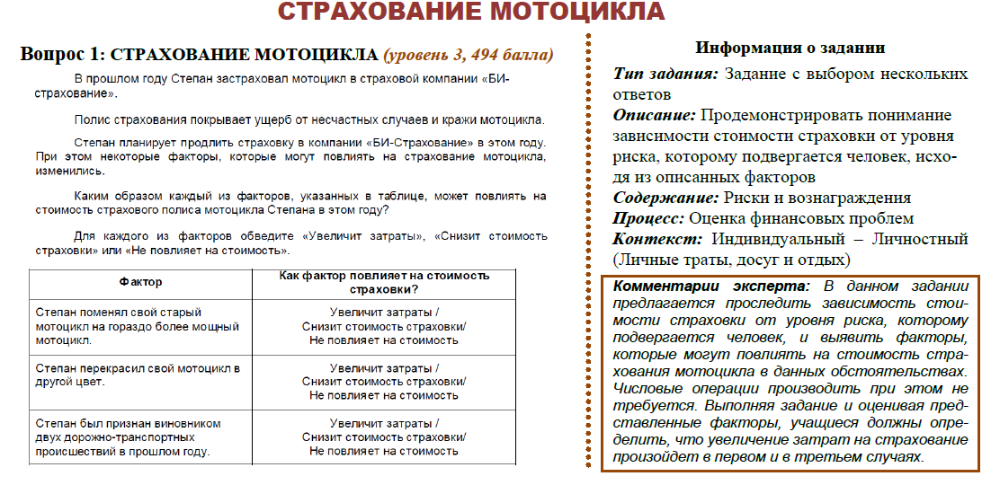 СТРАХОВАНИЕ МОТОЦИКЛА
Вопрос 1: СТРАХОВАНИЕ МОТОЦИКЛА (уровень 3, 494 балла)
В прошлом году Степан застраховал мотоцикл в страховой компании «БИ-
страхование».
Полис страхования покрывает ущерб от несчастных случаев и кражи мотоцикла.
Степан планирует продлить страховку в компании «БИ-Страхование» в этом году.
При этом некоторые факторы, которые могут повлиять на страхование мотоцикла,
изменились.
Каким образом каждый из факторов, указанных в таблице, может повлиять на
стоимость страхового полиса мотоцикла Степана в этом году?
Для каждого из факторов обведите «Увеличит затраты», «Снизит стоимость
страховки» или «Не повлияет на стоимость».
Фактор
Как фактор повлияет на стоимость
страховки?
Степан поменял свой старый
мотоцикл на гораздо более мощный
мотоцикл.
Увеличит затраты /
Снизит стоимость страховки/
Не повлияет на стоимость
Степан перекрасил свой мотоцикл в
другой цвет.
Увеличит затраты /
Снизит стоимость страховки/
Не повлияет на стоимость
Степан был признан виновником
двух дорожно-транспортных
происшествий в прошлом году.
Увеличит затраты /
Снизит стоимость страховки/
Не повлияет на стоимость
Информация о задании
Тип задания: Задание с выбором нескольких
ответов
Описание: Продемонстрировать понимание
зависимости стоимости страховки от уровня
риска, которому подвергается человек, исхо-
дя из описанных факторов
Содержание: Риски и вознаграждения
Процесс: Оценка финансовых проблем
Контекст: Индивидуальный – Личностный
(Личные траты, досуг и отдых)
Комментарии эксперта: В данном задании
предлагается проследить зависимость стои-
мости страховки от уровня риска, которому
подвергается человек, и выявить факторы,
которые могут повлиять на стоимость стра-
хования мотоцикла в данных обстоятельствах.
Числовые операции производить при этом не
требуется. Выполняя задание и оценивая пред-
ставленные факторы, учащиеся должны опре-
делить, что увеличение затрат на страхование
произойдет в первом и в третьем случаях.